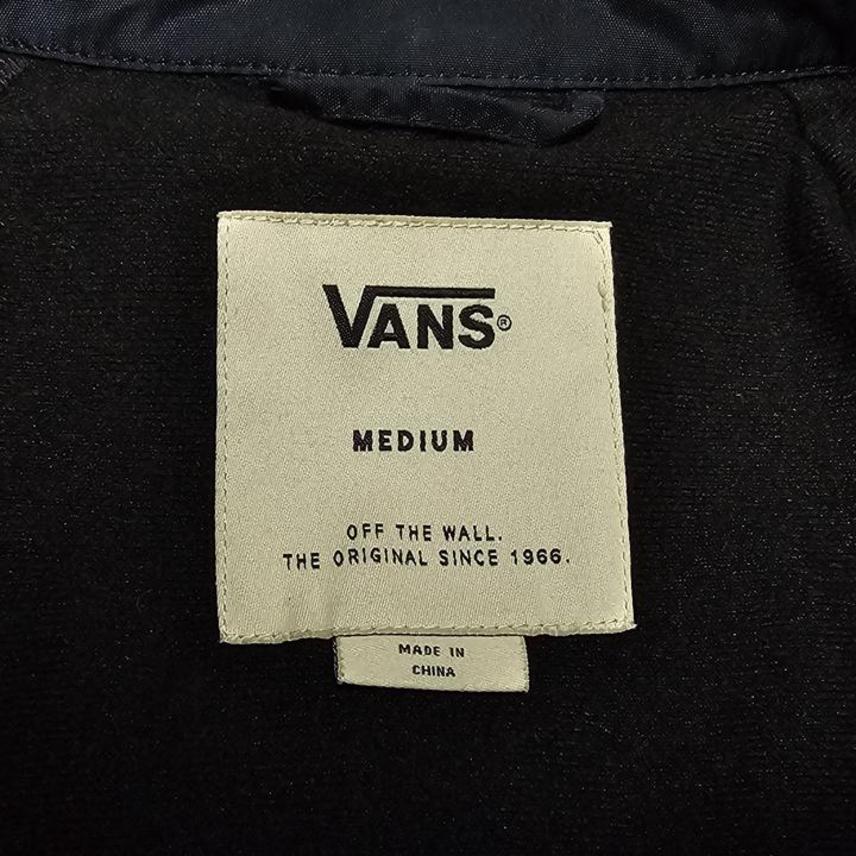 VANS®
MEDIUM
OFF THE WALL.
THE ORIGINAL SINCE 1966.
MADE IN
CHINA